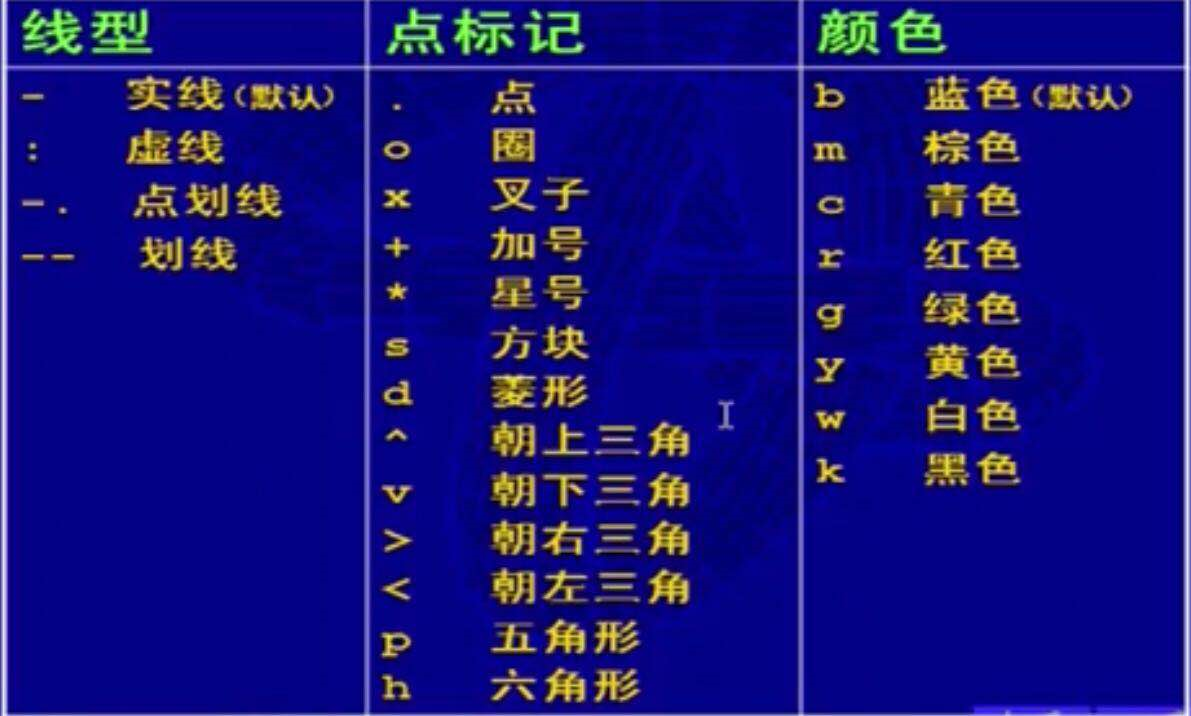 线型 点标记 颜色
- 实线(默认) . 点 b 蓝色(默认)
: 虚线 o 圈 m 棕色
-. 点划线 x 叉子 c 青色
-- 划线 + 加号 r 红色
* 星号 g 绿色
s 方块 y 黄色
d 菱形 w 白色
^ 朝上三角 k 黑色
v 朝下三角
> 朝右三角
< 朝左三角
p 五角形
h 六角形